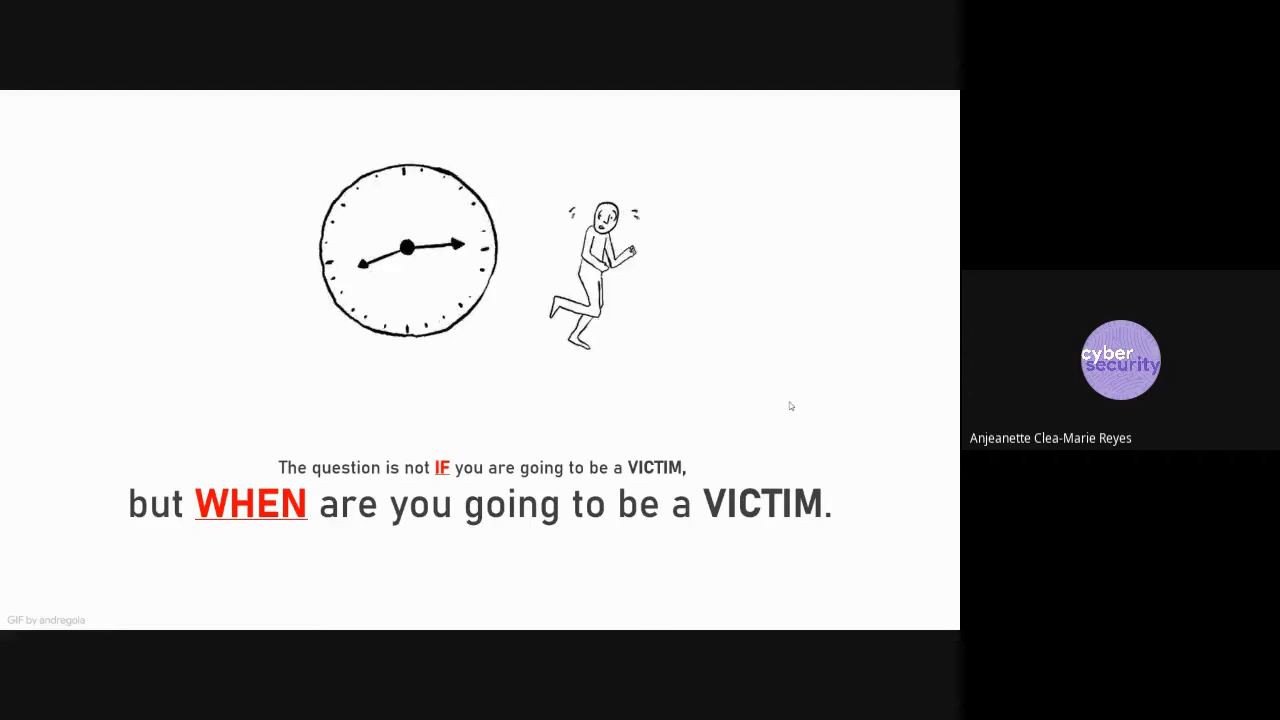 The question is not IF you are going to be a VICTIM,
but WHEN are you going to be a VICTIM.
GIF by andregola
cyber
security
Anjeanette Clea-Marie Reyes